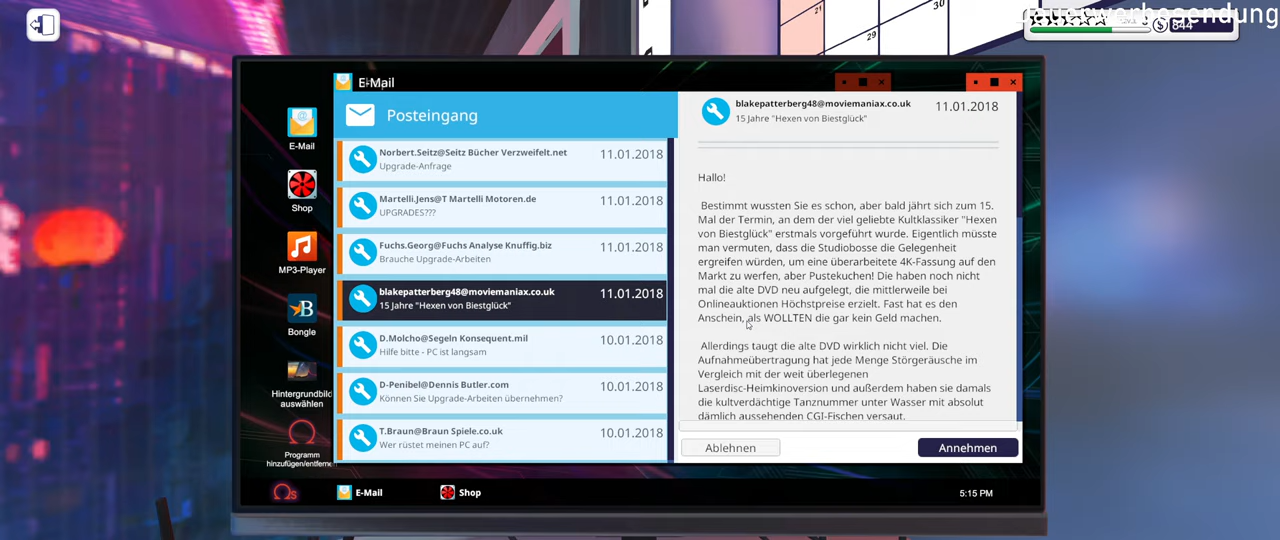 21
30
29
844
E-Mail
E-Mail
Shop
MP3-Player
Bongle
Hintergrundbild
auswählen
Programm
Posteingang
Norbert.Seitz@Seitz Bücher Verzweifelt.net
11.01.2018
Upgrade-Anfrage
Martelli.Jens@T Martelli Motoren.de
11.01.2018
UPGRADES???
Fuchs.Georg@Fuchs Analyse Knuffig.biz
11.01.2018
Brauche Upgrade-Arbeiten
blakepatterberg48@moviemaniax.co.uk
11.01.2018
15 Jahre "Hexen von Biestglück"
D.Molcho@Segeln Konsequent.mil
10.01.2018
Hilfe bitte - PC ist langsam
D-Penibel@Dennis Butler.com
10.01.2018
Können Sie Upgrade-Arbeiten übernehmen?
T.Braun@Braun Spiele.co.uk
10.01.2018
Wer rüstet meinen PC auf?
blakepatterberg48@moviemaniax.co.uk
11.01.2018
15 Jahre "Hexen von Biestglück"
Hallo!
Bestimmt wussten Sie es schon, aber bald jährt sich zum 15.
Mal der Termin, an dem der viel geliebte Kultklassiker "Hexen
von Biestglück" erstmals vorgeführt wurde. Eigentlich müsste
man vermuten, dass die Studiobosse die Gelegenheit
ergreifen würden, um eine überarbeitete 4K-Fassung auf den
Markt zu werfen, aber Pustekuchen! Die haben noch nicht
mal die alte DVD neu aufgelegt, die mittlerweile bei
Onlineauktionen Höchstpreise erzielt. Fast hat es den
Anschein, als WOLLTEN die gar kein Geld machen.
Allerdings taugt die alte DVD wirklich nicht viel. Die
Aufnahmeübertragung hat jede Menge Störgeräusche im
Vergleich mit der weit überlegenen
Laserdisc-Heimkinoversion und außerdem haben sie damals
die kultverdächtige Tanznummer unter Wasser mit absolut
dämlich aussehenden CGI-Fischen versaut.
Ablehnen
Annehmen
E-Mail
Shop
5:15 PM